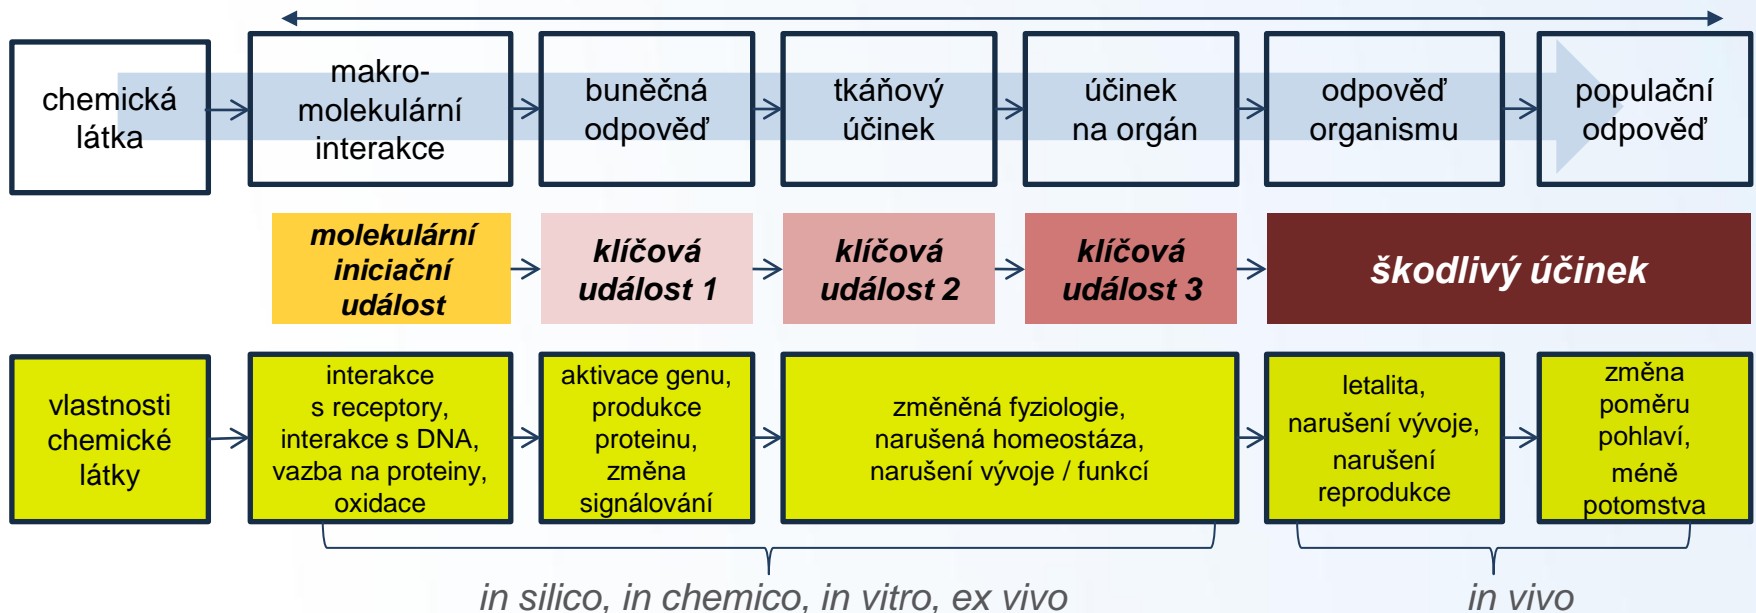 chemická
látka
makro-
molekulární
interakce
buněčná
odpověď
tkáňový
účinek
účinek
na orgán
odpověď
organismu
populační
odpověď
molekulární
iniciační
událost
klíčová
událost 1
klíčová
událost 2
klíčová
událost 3
škodlivý účinek
vlastnosti
chemické
látky
interakce
s receptory,
interakce s DNA,
vazba na proteiny,
oxidace
aktivace genu,
produkce
proteinu,
změna
signálování
změněná fyziologie,
narušená homeostáza,
narušení vývoje / funkcí
letalita,
narušení vývoje,
narušení
reprodukce
změna
poměru
pohlaví,
méně
potomstva
in silico, in chemico, in vitro, ex vivo
in vivo